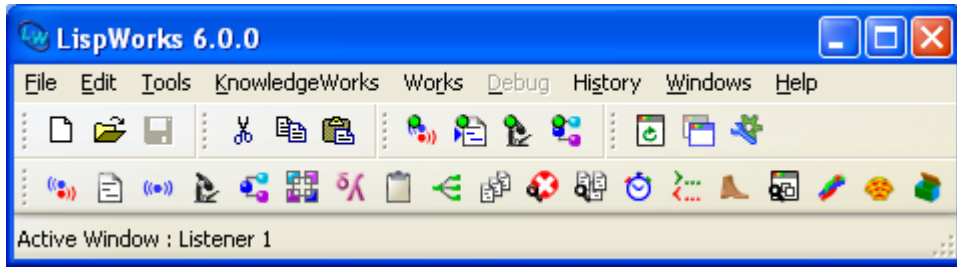 LispWorks 6.0.0
File Edit Tools KnowledgeWorks Works Debug History Windows Help
Active Window : Listener 1